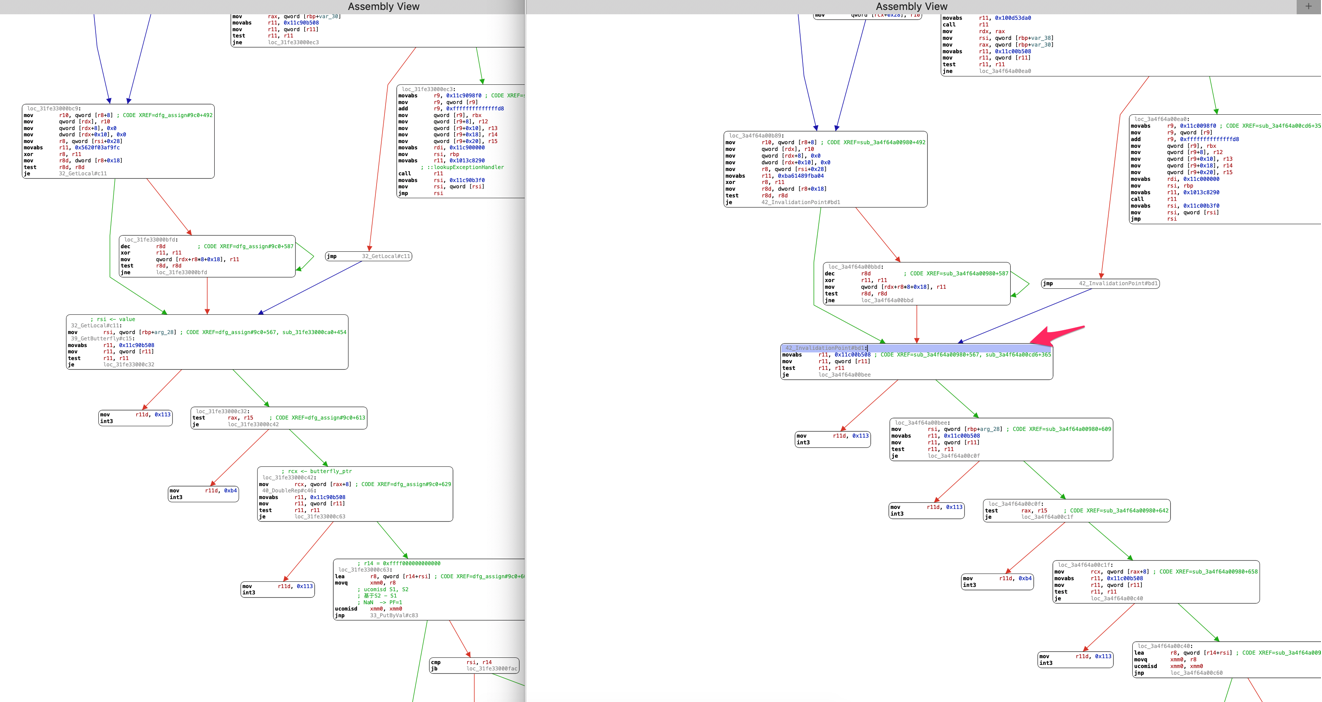 Assembly View
mov rax, qword [rbp+var_30]
movabs r11, 0x11c90b508
mov r11, qword [r11]
test r11, r11
jne loc_31fe33000ec3
loc_31fe33000bc9:
mov r10, qword [r8+8] ; CODE XREF=dfg_assign#9c0+492
mov qword [rdx], r10
mov qword [rdx+8], 0x0
mov qword [rdx+0x10], 0x0
mov r8, qword [rsi+0x28]
movabs r11, 0x5620f03af9fc
xor r8, r11
mov r8d, dword [r8+0x18]
test r8d, r8d
je 32_GetLocal#c11
loc_31fe33000ec3:
movabs r9, 0x11c9098f0 ; CODE XREF=
mov r9, qword [r9]
add r9, 0xffffffffffffffd8
mov qword [r9], rbx
mov qword [r9+8], r12
mov qword [r9+0x10], r13
mov qword [r9+0x18], r14
mov qword [r9+0x20], r15
movabs rdi, 0x11c900000
mov rsi, rbp
movabs r11, 0x1013c8290
; ::lookupExceptionHandler
call r11
movabs rsi, 0x11c90b3f0
mov rsi, qword [rsi]
jmp rsi
loc_31fe33000bfd:
dec r8d ; CODE XREF=dfg_assign#9c0+587
xor r11, r11
mov qword [rdx+r8*8+0x18], r11
test r8d, r8d
jne loc_31fe33000bfd
jmp 32_GetLocal#c11
; rsi <- value
32_GetLocal#c11:
mov rsi, qword [rbp+arg_28] ; CODE XREF=dfg_assign#9c0+567, sub_31fe33000ca0+454
39_GetButterfly#c15:
movabs r11, 0x11c90b508
mov r11, qword [r11]
test r11, r11
je loc_31fe33000c32
mov r11d, 0x113
int3
loc_31fe33000c32:
test rax, r15 ; CODE XREF=dfg_assign#9c0+613
je loc_31fe33000c42
mov r11d, 0xb4
int3
; rcx <- butterfly_ptr
loc_31fe33000c42:
mov rcx, qword [rax+8] ; CODE XREF=dfg_assign#9c0+629
40_DoubleRep#c46:
movabs r11, 0x11c90b508
mov r11, qword [r11]
test r11, r11
je loc_31fe33000c63
mov r11d, 0x113
int3
; r14 = 0xffff000000000000
loc_31fe33000c63:
lea r8, qword [r14+rsi] ; CODE XREF=dfg_assign#9c0+6
movq xmm0, r8
; ucomisd S1, S2
; 基于S2 - S1
; NaN -> PF=1
ucomisd xmm0, xmm0
jnp 33_PutByVal#c83
cmp rsi, r14
jb loc_31fe33000fac
Assembly View
+
mov qword [rcx+0x28], r10
movabs r11, 0x100d53da0
call r11
mov rdx, rax
mov rsi, qword [rbp+var_38]
mov rax, qword [rbp+var_30]
movabs r11, 0x11c00b508
mov r11, qword [r11]
test r11, r11
jne loc_3a4f64a00ea0
loc_3a4f64a00b89:
mov r10, qword [r8+8] ; CODE XREF=sub_3a4f64a00980+492
mov qword [rdx], r10
mov qword [rdx+8], 0x0
mov qword [rdx+0x10], 0x0
mov r8, qword [rsi+0x28]
movabs r11, 0xba61489fba04
xor r8, r11
mov r8d, dword [r8+0x18]
test r8d, r8d
je 42_InvalidationPoint#bd1
loc_3a4f64a00ea0:
movabs r9, 0x11c0098f0 ; CODE XREF=sub_3a4f64a00cd6+35
mov r9, qword [r9]
add r9, 0xffffffffffffffd8
mov qword [r9], rbx
mov qword [r9+8], r12
mov qword [r9+0x10], r13
mov qword [r9+0x18], r14
mov qword [r9+0x20], r15
movabs rdi, 0x11c000000
mov rsi, rbp
movabs r11, 0x1013c8290
call r11
movabs rsi, 0x11c00b3f0
mov rsi, qword [rsi]
jmp rsi
loc_3a4f64a00bbd:
dec r8d ; CODE XREF=sub_3a4f64a00980+587
xor r11, r11
mov qword [rdx+r8*8+0x18], r11
test r8d, r8d
jne loc_3a4f64a00bbd
jmp 42_InvalidationPoint#bd1
42_InvalidationPoint#bd1:
movabs r11, 0x11c00b508 ; CODE XREF=sub_3a4f64a00980+567, sub_3a4f64a00cd6+365
mov r11, qword [r11]
test r11, r11
je loc_3a4f64a00bee
mov r11d, 0x113
int3
loc_3a4f64a00bee:
mov rsi, qword [rbp+arg_28] ; CODE XREF=sub_3a4f64a00980+609
movabs r11, 0x11c00b508
mov r11, qword [r11]
test r11, r11
je loc_3a4f64a00c0f
mov r11d, 0x113
int3
loc_3a4f64a00c0f:
test rax, r15 ; CODE XREF=sub_3a4f64a00980+642
je loc_3a4f64a00c1f
mov r11d, 0xb4
int3
loc_3a4f64a00c1f:
mov rcx, qword [rax+8] ; CODE XREF=sub_3a4f64a00980+658
movabs r11, 0x11c00b508
mov r11, qword [r11]
test r11, r11
je loc_3a4f64a00c40
mov r11d, 0x113
int3
loc_3a4f64a00c40:
lea r8, qword [r14+rsi] ; CODE XREF=sub_3a4f64a009
movq xmm0, r8
ucomisd xmm0, xmm0
jnp loc_3a4f64a00c60